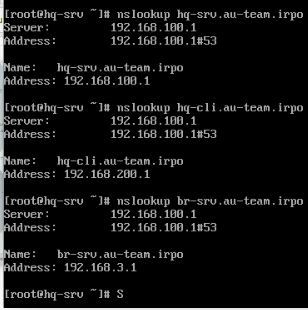 [root@hq-srv ~]# nslookup hq-srv.au-team.irpo
Server:         192.168.100.1
Address:        192.168.100.1#53

Name:   hq-srv.au-team.irpo
Address: 192.168.100.1

[root@hq-srv ~]# nslookup hq-cli.au-team.irpo
Server:         192.168.100.1
Address:        192.168.100.1#53

Name:   hq-cli.au-team.irpo
Address: 192.168.200.1

[root@hq-srv ~]# nslookup br-srv.au-team.irpo
Server:         192.168.100.1
Address:        192.168.100.1#53

Name:   br-srv.au-team.irpo
Address: 192.168.3.1

[root@hq-srv ~]# S